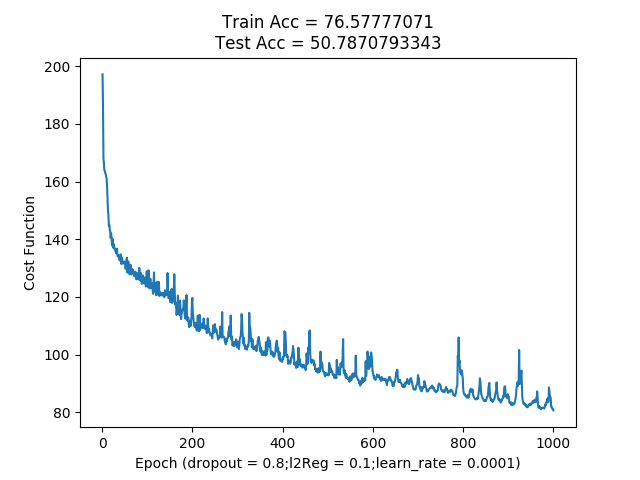 Train Acc = 76.57777071
Test Acc = 50.7870793343
200
180
160
140
120
100
80
Cost Function
0 200 400 600 800 1000
Epoch (dropout = 0.8;l2Reg = 0.1;learn_rate = 0.0001)